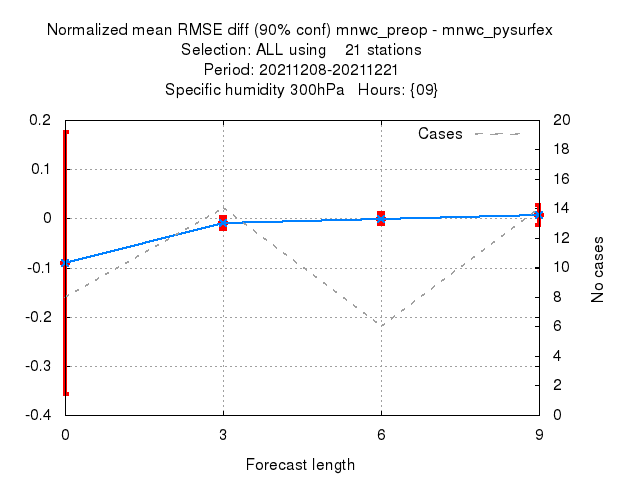 Normalized mean RMSE diff (90% conf) mnwc_preop - mnwc_pysurfex
Selection: ALL using 21 stations
Period: 20211208-20211221
Specific humidity 300hPa Hours: {09}
0.2
0.1
0
-0.1
-0.2
-0.3
-0.4
Cases
20
18
16
14
12
10
8
6
4
2
0
No cases
0 3 6 9
Forecast length